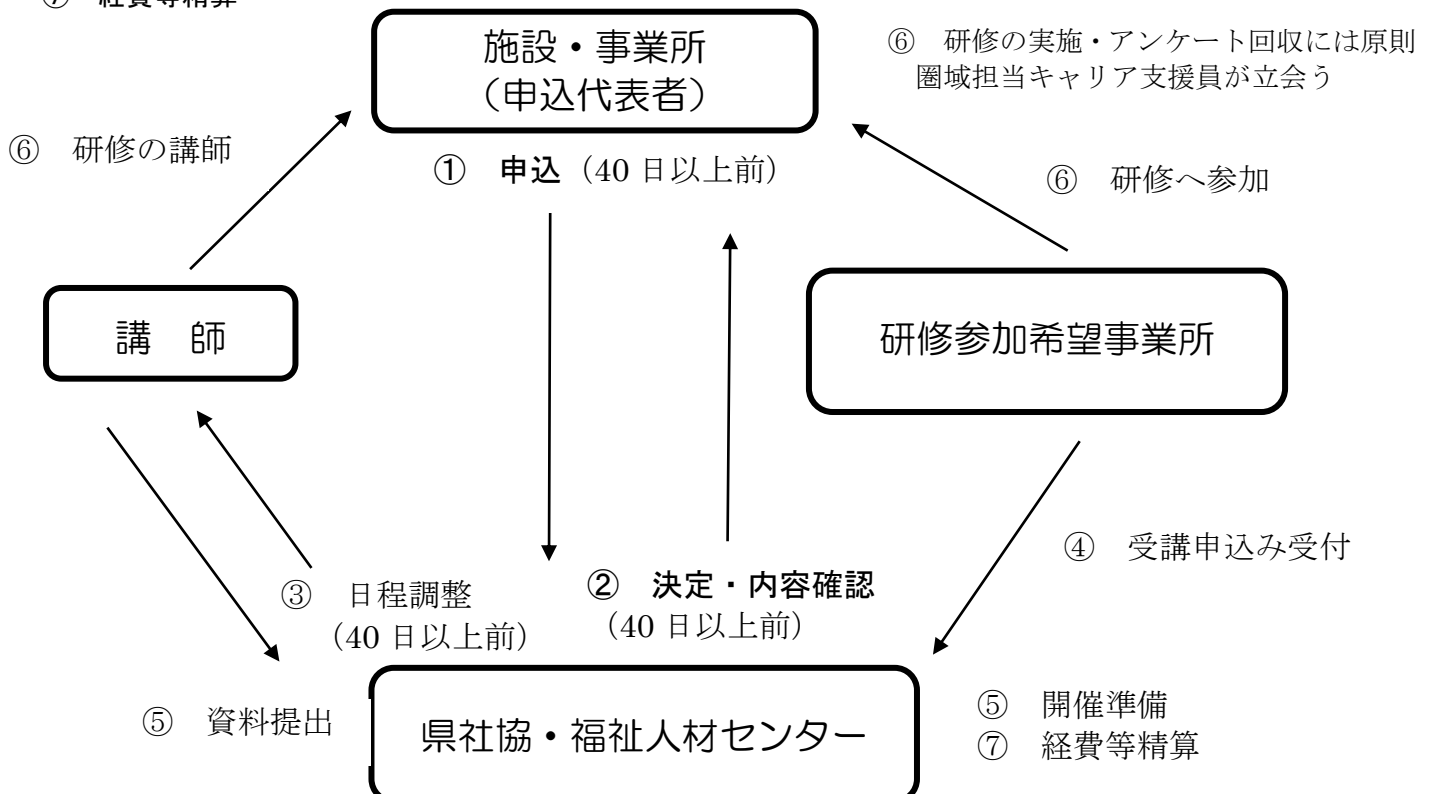 ⑦　経費等精算
施設・事業所
（申込代表者）
⑥　研修の実施・アンケート回収には原則
圏域担当キャリア支援員が立会う
⑥　研修の講師
①　申込（40 日以上前）
⑥　研修へ参加
講　師
研修参加希望事業所
④　受講申込み受付
③　日程調整
（40 日以上前）
②　決定・内容確認
（40 日以上前）
⑤　資料提出
県社協・福祉人材センター
⑤　開催準備
⑦　経費等精算